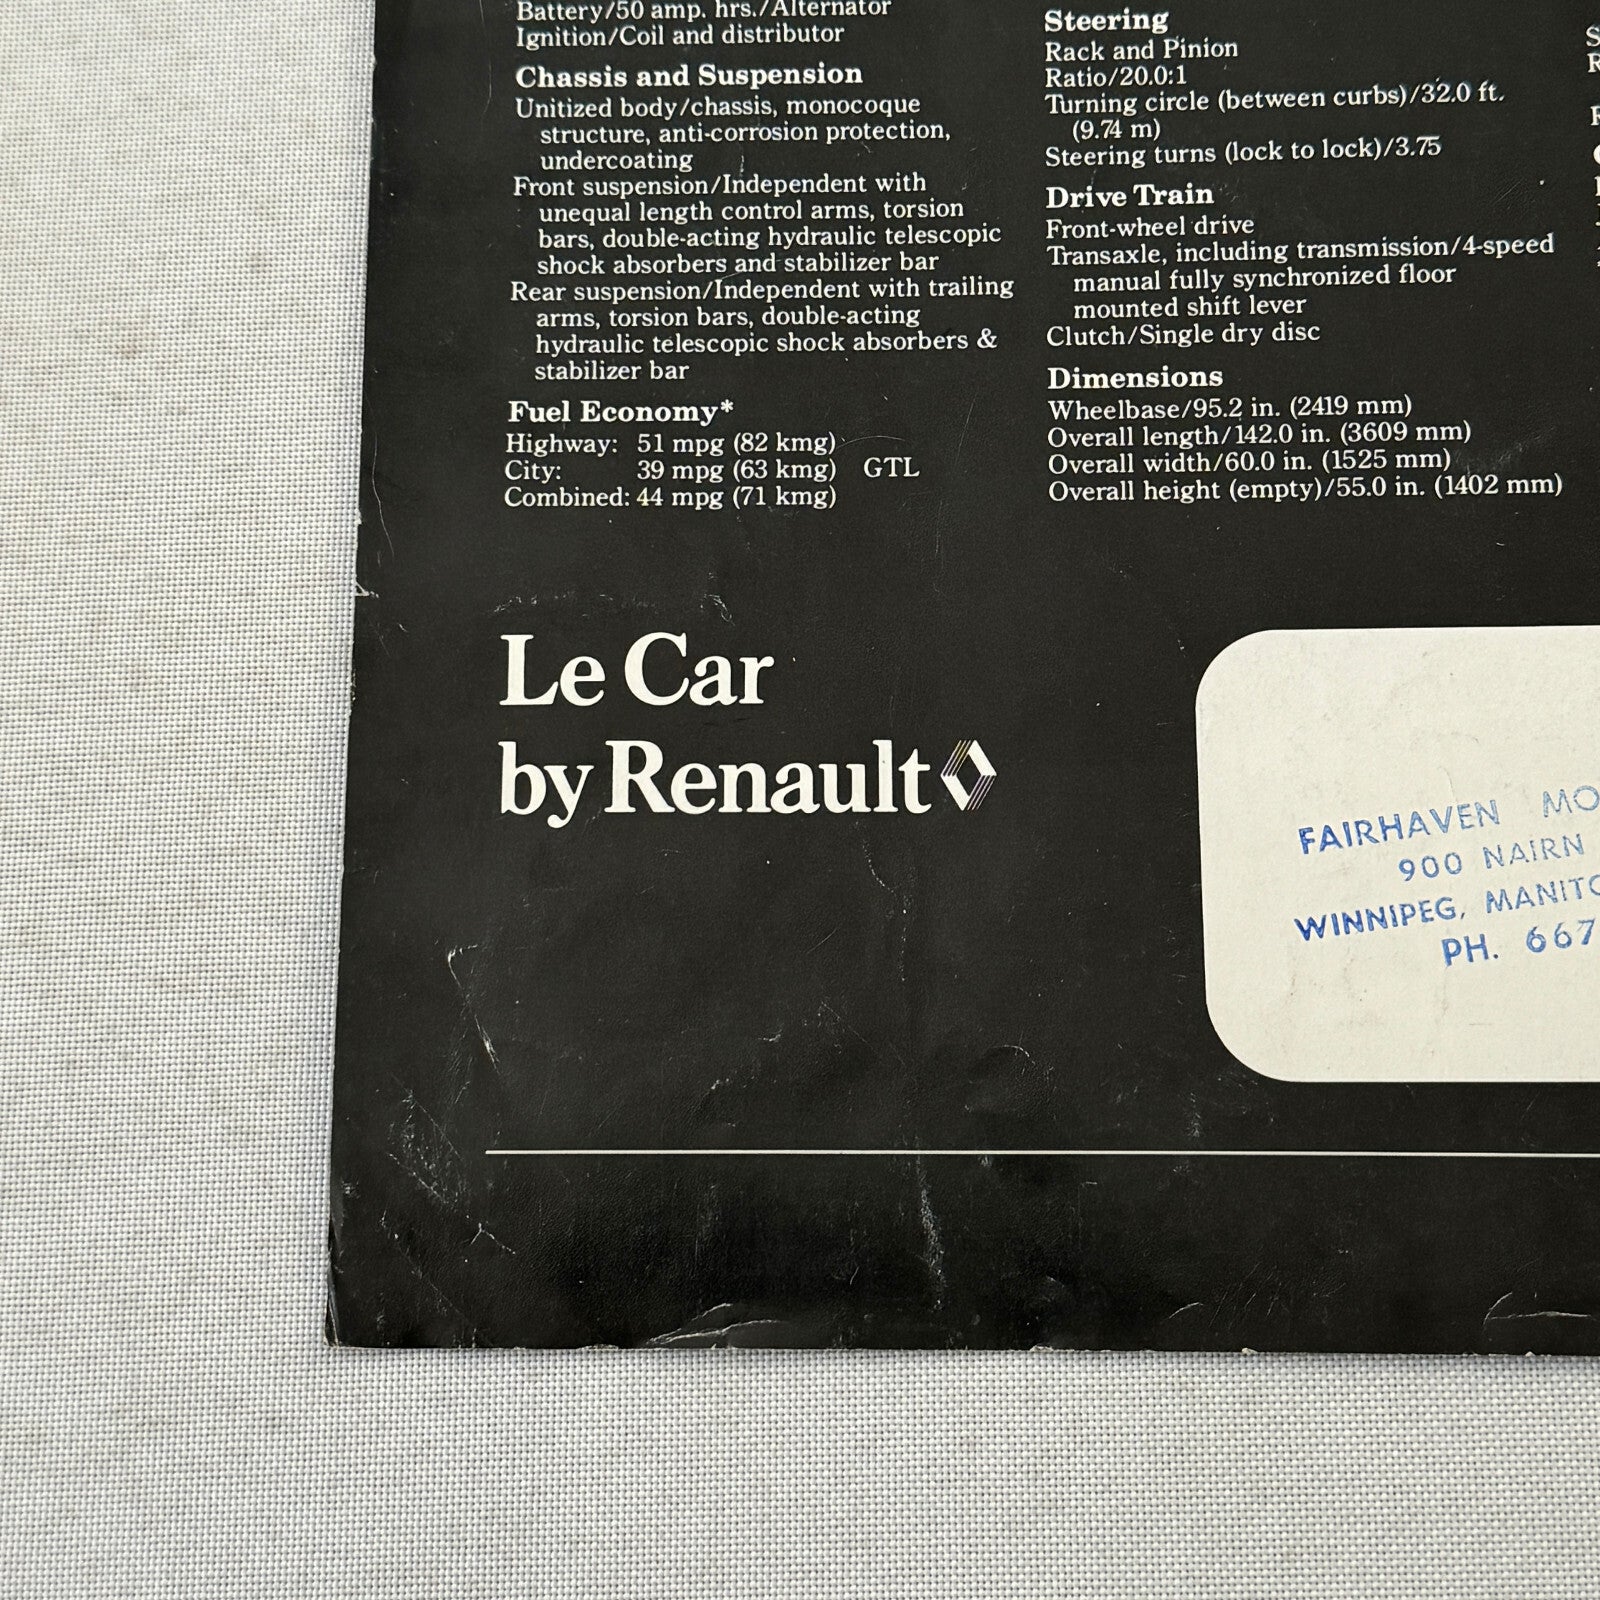 Battery/50 amp. hrs./Alternator
Ignition/Coil and distributor
Chassis and Suspension
Unitized body/chassis, monocoque
structure, anti-corrosion protection,
undercoating
Front suspension/Independent with
unequal length control arms, torsion
bars, double-acting hydraulic telescopic
shock absorbers and stabilizer bar
Rear suspension/Independent with trailing
arms, torsion bars, double-acting
hydraulic telescopic shock absorbers &
stabilizer bar
Fuel Economy*
Highway: 51 mpg (82 kmg)
City: 39 mpg (63 kmg) GTL
Combined: 44 mpg (71 kmg)
Steering
Rack and Pinion
Ratio/20.0:1
Turning circle (between curbs)/32.0 ft.
(9.74 m)
Steering turns (lock to lock)/3.75
Drive Train
Front-wheel drive
Transaxle, including transmission/4-speed
manual fully synchronized floor
mounted shift lever
Clutch/Single dry disc
Dimensions
Wheelbase/95.2 in. (2419 mm)
Overall length/142.0 in. (3609 mm)
Overall width/60.0 in. (1525 mm)
Overall height (empty)/55.0 in. (1402 mm)
Le Car
by Renault
FAIRHAVEN MO
900 NAIRN
WINNIPEG, MANITO
PH. 667